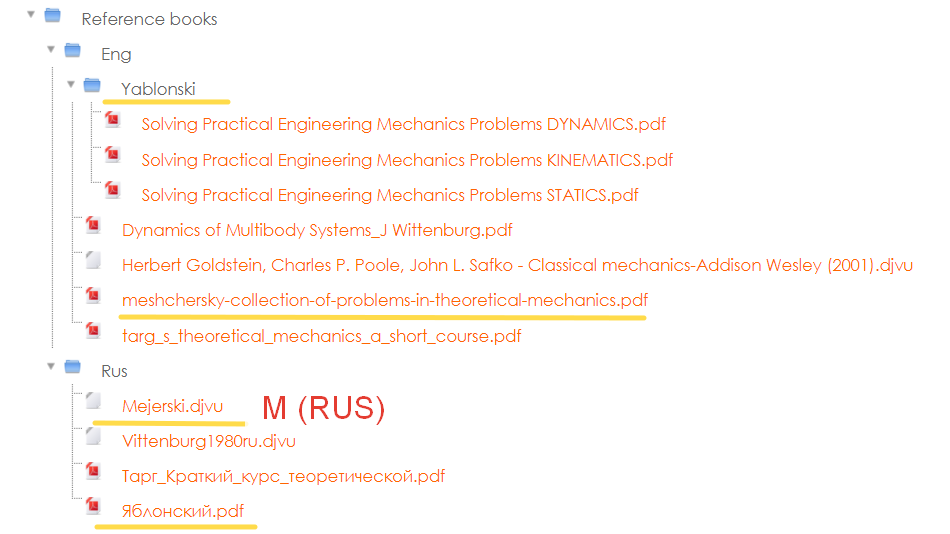 Reference books
Eng
Yablonski
Solving Practical Engineering Mechanics Problems DYNAMICS.pdf
Solving Practical Engineering Mechanics Problems KINEMATICS.pdf
Solving Practical Engineering Mechanics Problems STATICS.pdf
Dynamics of Multibody Systems_J Wittenburg.pdf
Herbert Goldstein, Charles P. Poole, John L. Safko - Classical mechanics-Addison Wesley (2001).djvu
meshchersky-collection-of-problems-in-theoretical-mechanics.pdf
targ_s_theoretical_mechanics_a_short_course.pdf
Rus
Mejerski.djvu M (RUS)
Vittenburg1980ru.djvu
Тарг_Краткий_курс_теоретической.pdf
Яблонский.pdf